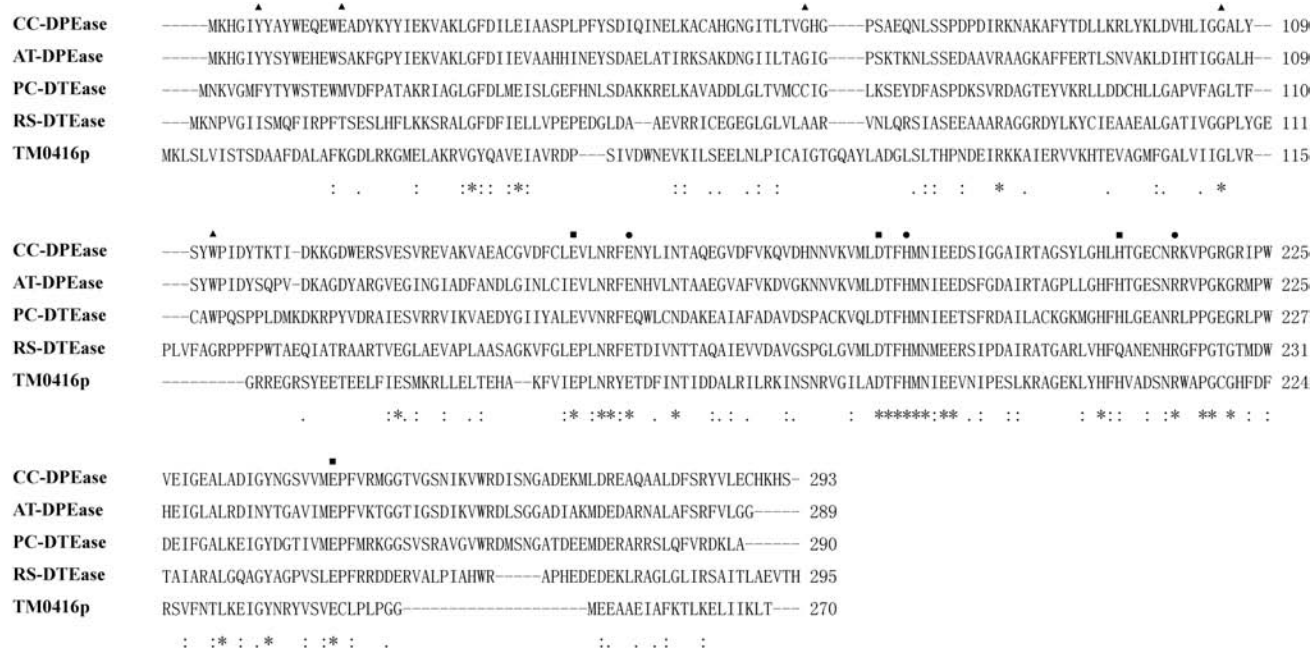 ▲ ▲ ▲ ▲
CC-DPEase -----MKHGIYYAYWEQEWEADYKYYIEKVAKLGFDILEIAASPLPFYSDIQINELKACAHGNGITLTVGHG----PSAEQNLSSPDPDIRKNAKAFYTDLLKRLYKLDVHLIGGALY-- 109
AT-DPEase -----MKHGIYYSYWEHEWSAKFGPYIEKVAKLGFDIIEVAAHHINEYSDAELATIRKSAKDNGIILTAGIG----PSKTKNLSSEDAAVRAAGKAFFERTLSNVAKLDIHTIGGALH-- 109
PC-DTEase ----MNKVGMFYTYWSTEWMVDFPATAKRIAGLGFDLMEISLGEFHNLSDAKKRELKAVADDLGLTVMCCIG----LKSEYDFASPDKSVRDAGTEYVKRLLDDCHLLGAPVFAGLTF-- 110
RS-DTEase ---MKNPVGIISMQFIRPFTSESLHFLKKSRALGFDFIELLVPEPEDGLDA--AEVRRICEGEGLGLVLAAR----VNLQRSIASEEAAARAGGRDYLKYCIEAAEALGATIVGGPLYGE 111
TM0416p MKLSLVISTSDAAFDALAFKGDLRKGMELAKRVGYQAVEIAVRDP---SIVDWNEVKILSEELNLPICAIGTGQAYLADGLSLTHPNDEIRKKAIERVVKHTEVAGMFGALVIIGLVR-- 115
: . : :*:: :*: :: .. .: : .:: : * . . :. . *
▲ ■ ● ■ ● ■ ●
CC-DPEase ---SYWPIDYTKTI-DKKGDWERSVESVREVAKVAEACGVDFCLEVLNRFENYLINTAQEGVDFVKQVDHNNVKVMLDTFHMNIEEDSIGGAIRTAGSYLGHLHTGECNRKVPGRGRIPW 225
AT-DPEase ---SYWPIDYSQPV-DKAGDYARGVEGINGIADFANDLGINLCIEVLNRFENHVLNTAAEGVAFVKDVGKNNVKVMLDTFHMNIEEDSFGDAIRTAGPLLGHFHTGESNRRVPGKGRMPW 225
PC-DTEase ---CAWPQSPPLDMKDKRPYVDRAIESVRRVIKVAEDYGIIYALEVVNRFEQWLCNDAKEAIAFADAVDSPACKVQLDTFHMNIEETSFRDAILACKGKMGHFHLGEANRLPPGEGRLPW 227
RS-DTEase PLVFAGRPPFPWTAEQIATRAARTVEGLAEVAPLAASAGKVFGLEPLNRFETDIVNTTAQAIEVVDAVGSPGLGVMLDTFHMNMEERSIPDAIRATGARLVHFQANENHRGFPGTGTMDW 231
TM0416p ---------GRREGRSYEETEELFIESMKRLLELTEHA--KFVIEPLNRYETDFINTIDDALRILRKINSNRVGILADTFHMNIEEVNIPESLKRAGEKLYHFHVADSNRWAPGCGHFDF 224
. :*. : . .: :* :**:* . * :.: . :. : ******:** .: :: : *:: : :* ** * : :
■
CC-DPEase VEIGEALADIGYNGSVVMEPFVRMGGTVGSNIKVWRDISNGADEKMLDREAQAALDFSRYVLECHKHS- 293
AT-DPEase HEIGLALRDINYTGAVIMEPFVKTGGTIGSDIKVWRDLSGGADIAKMDEDARNALAFSRFVLGG----- 289
PC-DTEase DEIFGALKEIGYDGTIVMEPFMRKGGSVSRAVGVWRDMSNGATDEEMDERARRSLQFVRDKLA------ 290
RS-DTEase TAIARALGQAGYAGPVSLEPFRRDDERVALPIAHWR-----APHEDEDEKLRAGLGLIRSAITLAEVTH 295
TM0416p RSVFNTLKEIGYNRYVSVECLPLPGG-------------------MEEAAEIAFKTLKELIIKLT--- 270
: :* : .* : :* : . :. . .: :